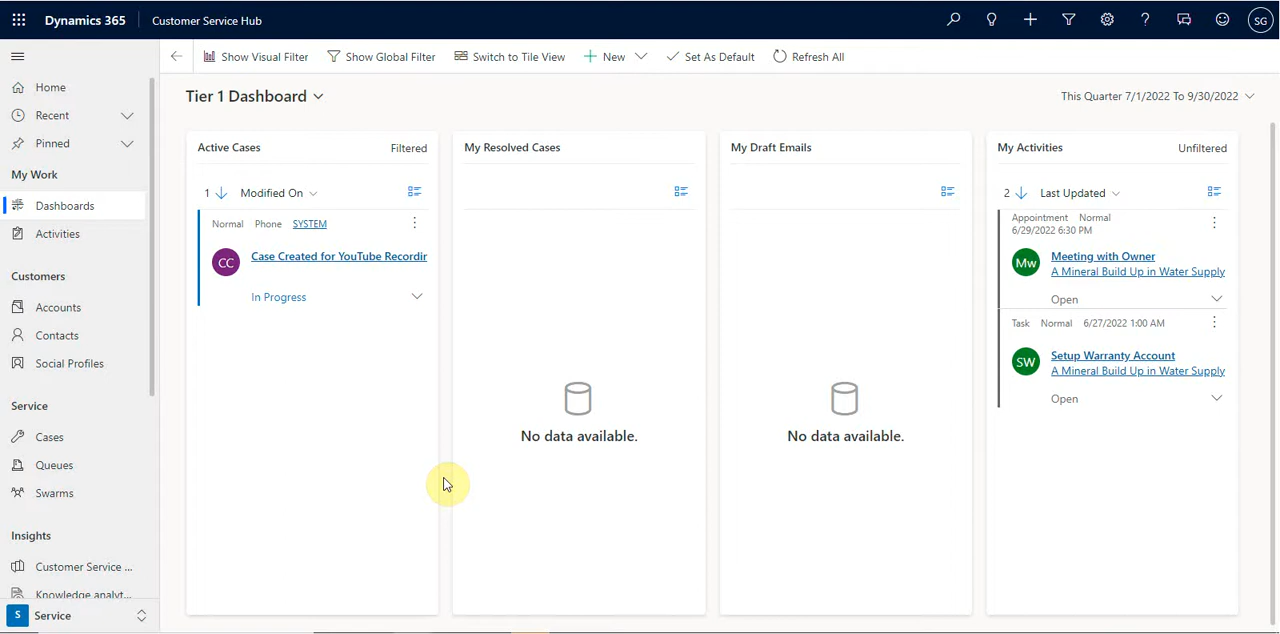 Dynamics 365 Customer Service Hub SG
Show Visual Filter Show Global Filter Switch to Tile View New Set As Default Refresh All
Home
Recent
Pinned
My Work
Dashboards
Activities
Customers
Accounts
Contacts
Social Profiles
Service
Cases
Queues
Swarms
Insights
Customer Service ...
Knowledge analyt...
S Service
Tier 1 Dashboard
This Quarter 7/1/2022 To 9/30/2022
Active Cases Filtered
1 Modified On
Normal Phone SYSTEM
CC Case Created for YouTube Recordir
In Progress
My Resolved Cases
No data available.
My Draft Emails
No data available.
My Activities Unfiltered
2 Last Updated
Appointment Normal
6/29/2022 6:30 PM
Mw Meeting with Owner
A Mineral Build Up in Water Supply
Open
Task Normal 6/27/2022 1:00 AM
SW Setup Warranty Account
A Mineral Build Up in Water Supply
Open